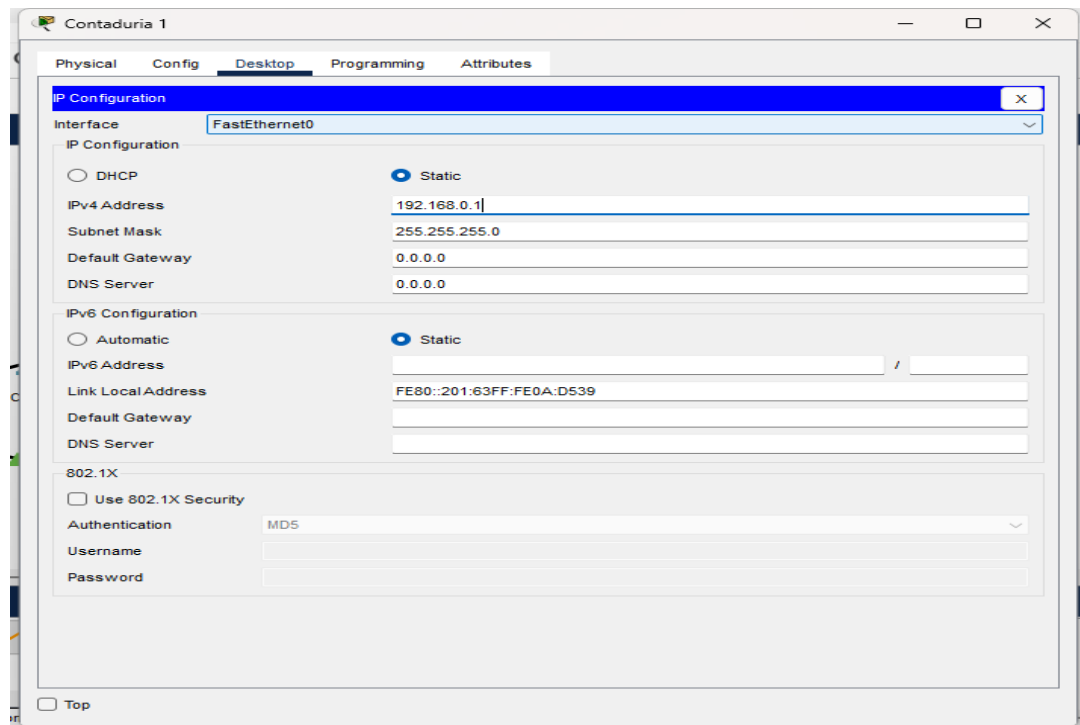 Contaduria 1
Physical Config Desktop Programming Attributes
IP Configuration
X
Interface FastEthernet0
IP Configuration
DHCP Static
IPv4 Address 192.168.0.1
Subnet Mask 255.255.255.0
Default Gateway 0.0.0.0
DNS Server 0.0.0.0
IPv6 Configuration
Automatic Static
IPv6 Address /
Link Local Address FE80::201:63FF:FE0A:D539
Default Gateway
DNS Server
802.1X
Use 802.1X Security
Authentication MD5
Username
Password
Top